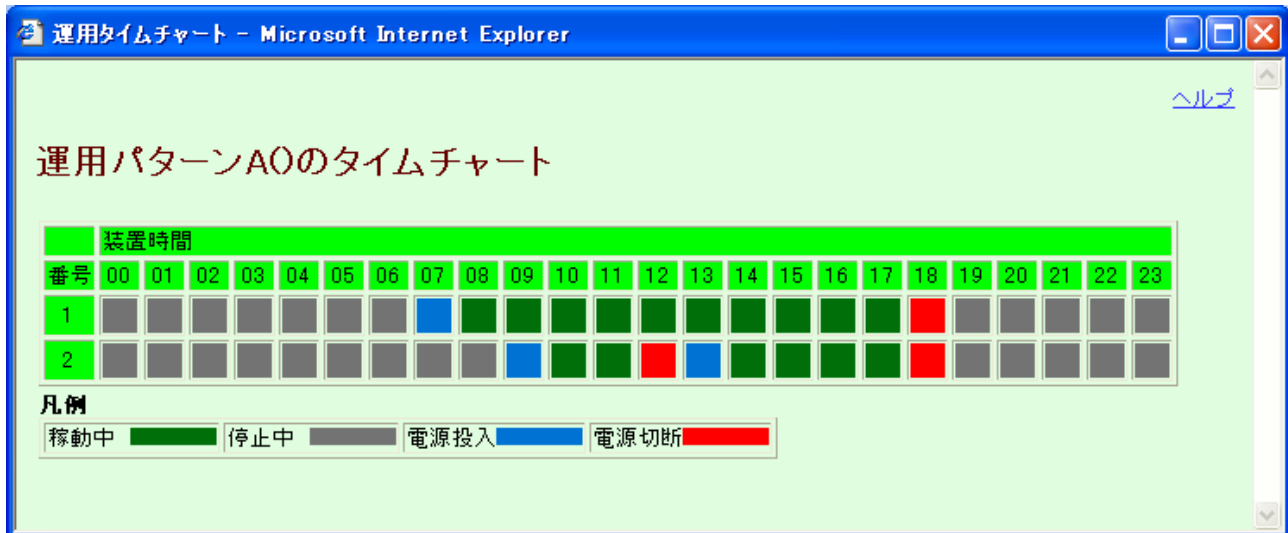 運用タイムチャート - Microsoft Internet Explorer
ヘルプ
運用パターンA()のタイムチャート
装置時間
番号 00 01 02 03 04 05 06 07 08 09 10 11 12 13 14 15 16 17 18 19 20 21 22 23
1
2
凡例
稼動中 停止中 電源投入 電源切断